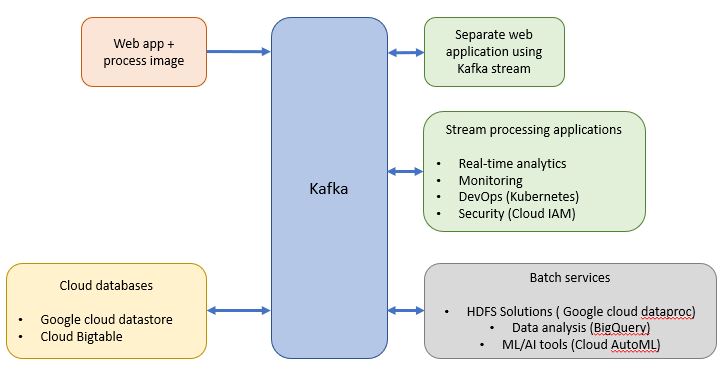 Web app +
process image
Kafka
Separate web
application using
Kafka stream
Stream processing applications
• Real-time analytics
• Monitoring
• DevOps (Kubernetes)
• Security (Cloud IAM)
Cloud databases
• Google cloud datastore
• Cloud Bigtable
Batch services
• HDFS Solutions ( Google cloud dataproc)
• Data analysis (BigQuery)
• ML/AI tools (Cloud AutoML)